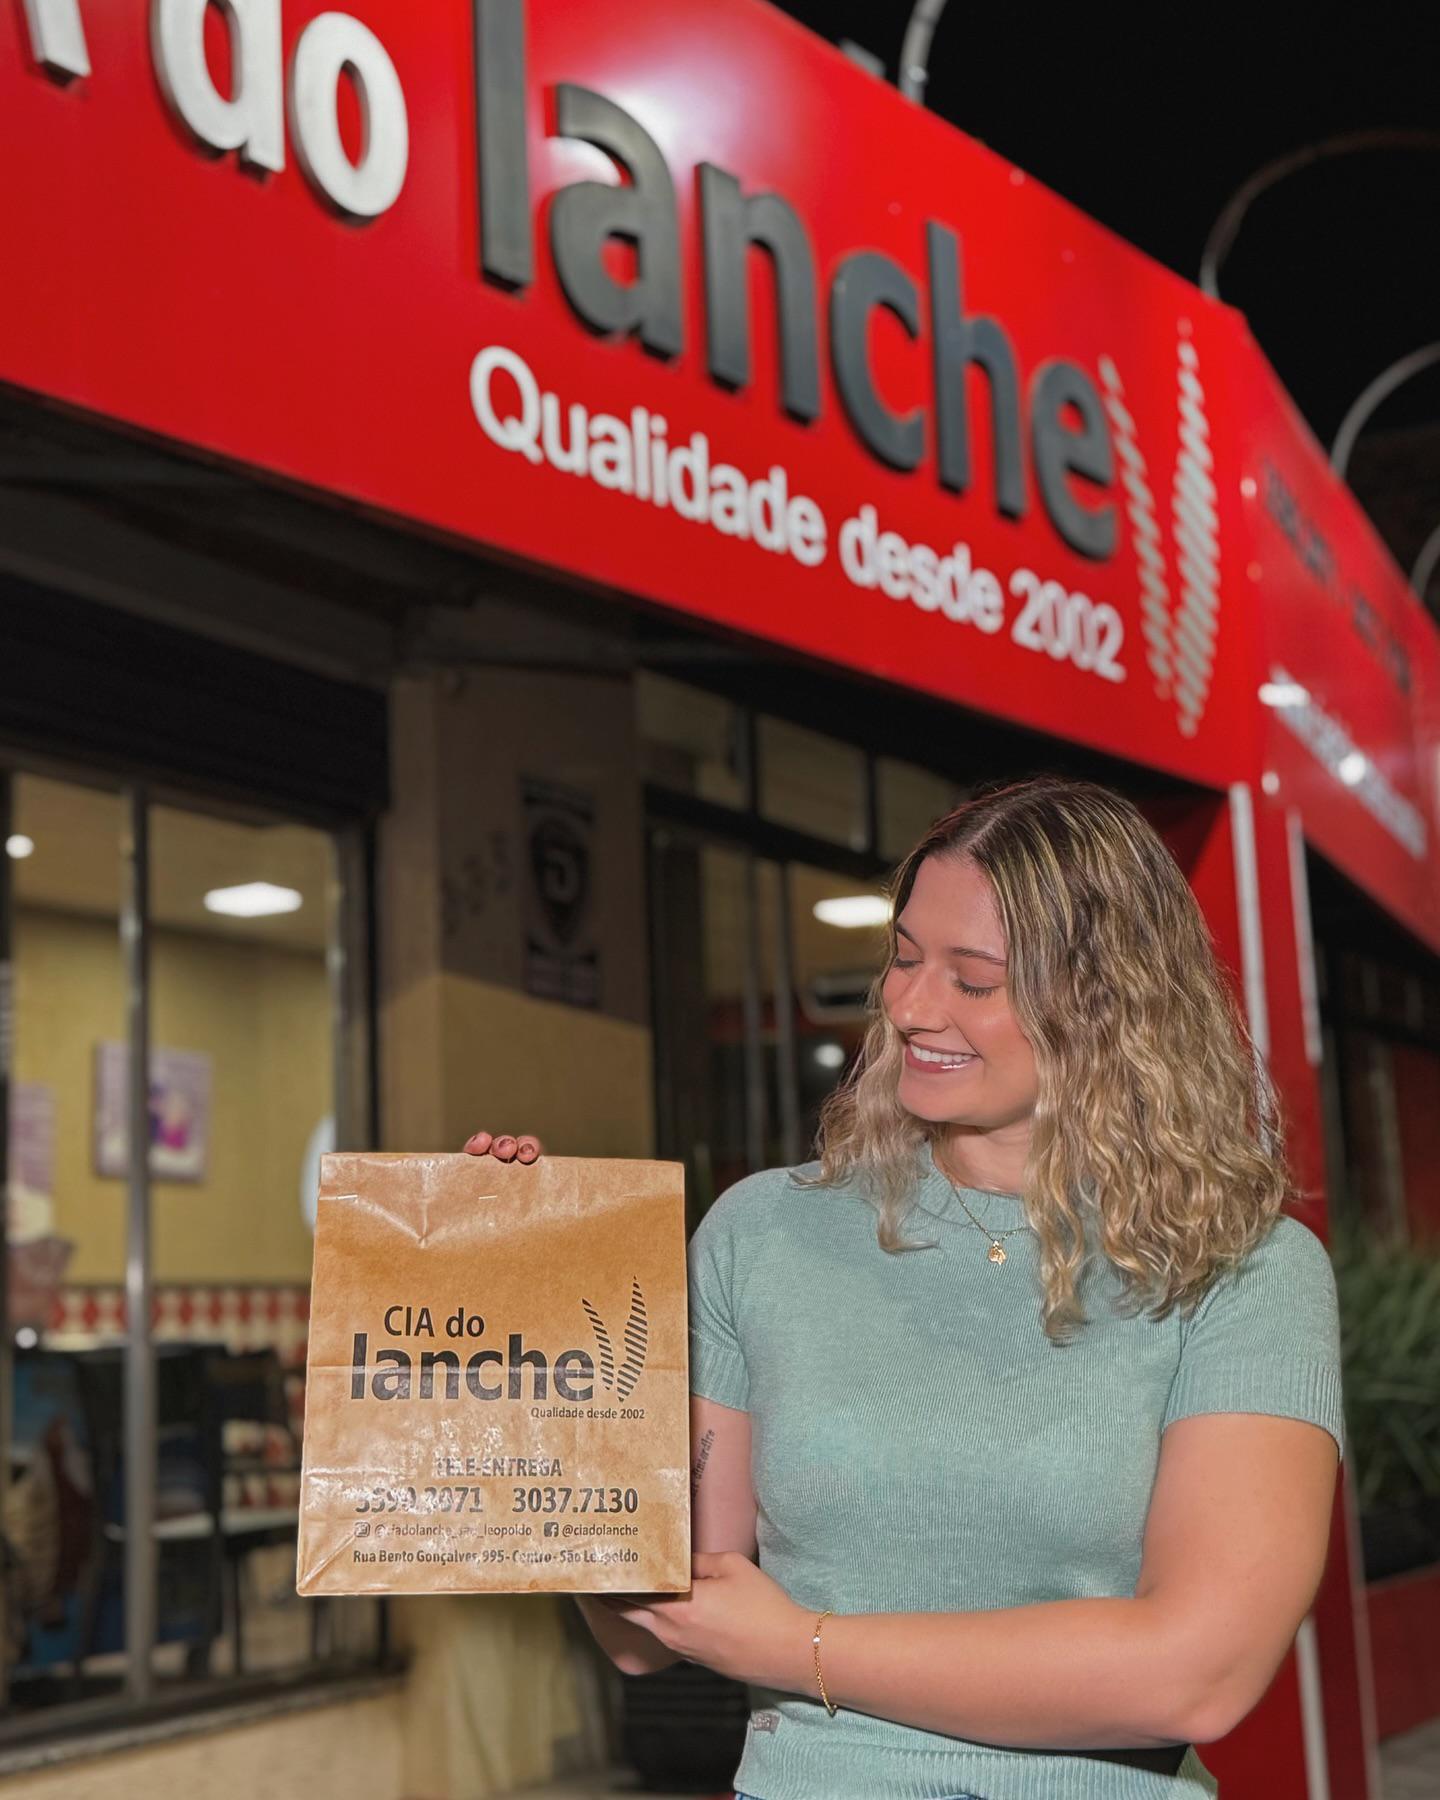 do lanche
Qualidade desde 2002
CIA do
lanche
Qualidade desde 2002
TELE-ENTREGA
3037.7130
@ciadolanche_sao_leopoldo @ciadolanche
Rua Bento Gonçalves, 995 - Centro - São Leopoldo